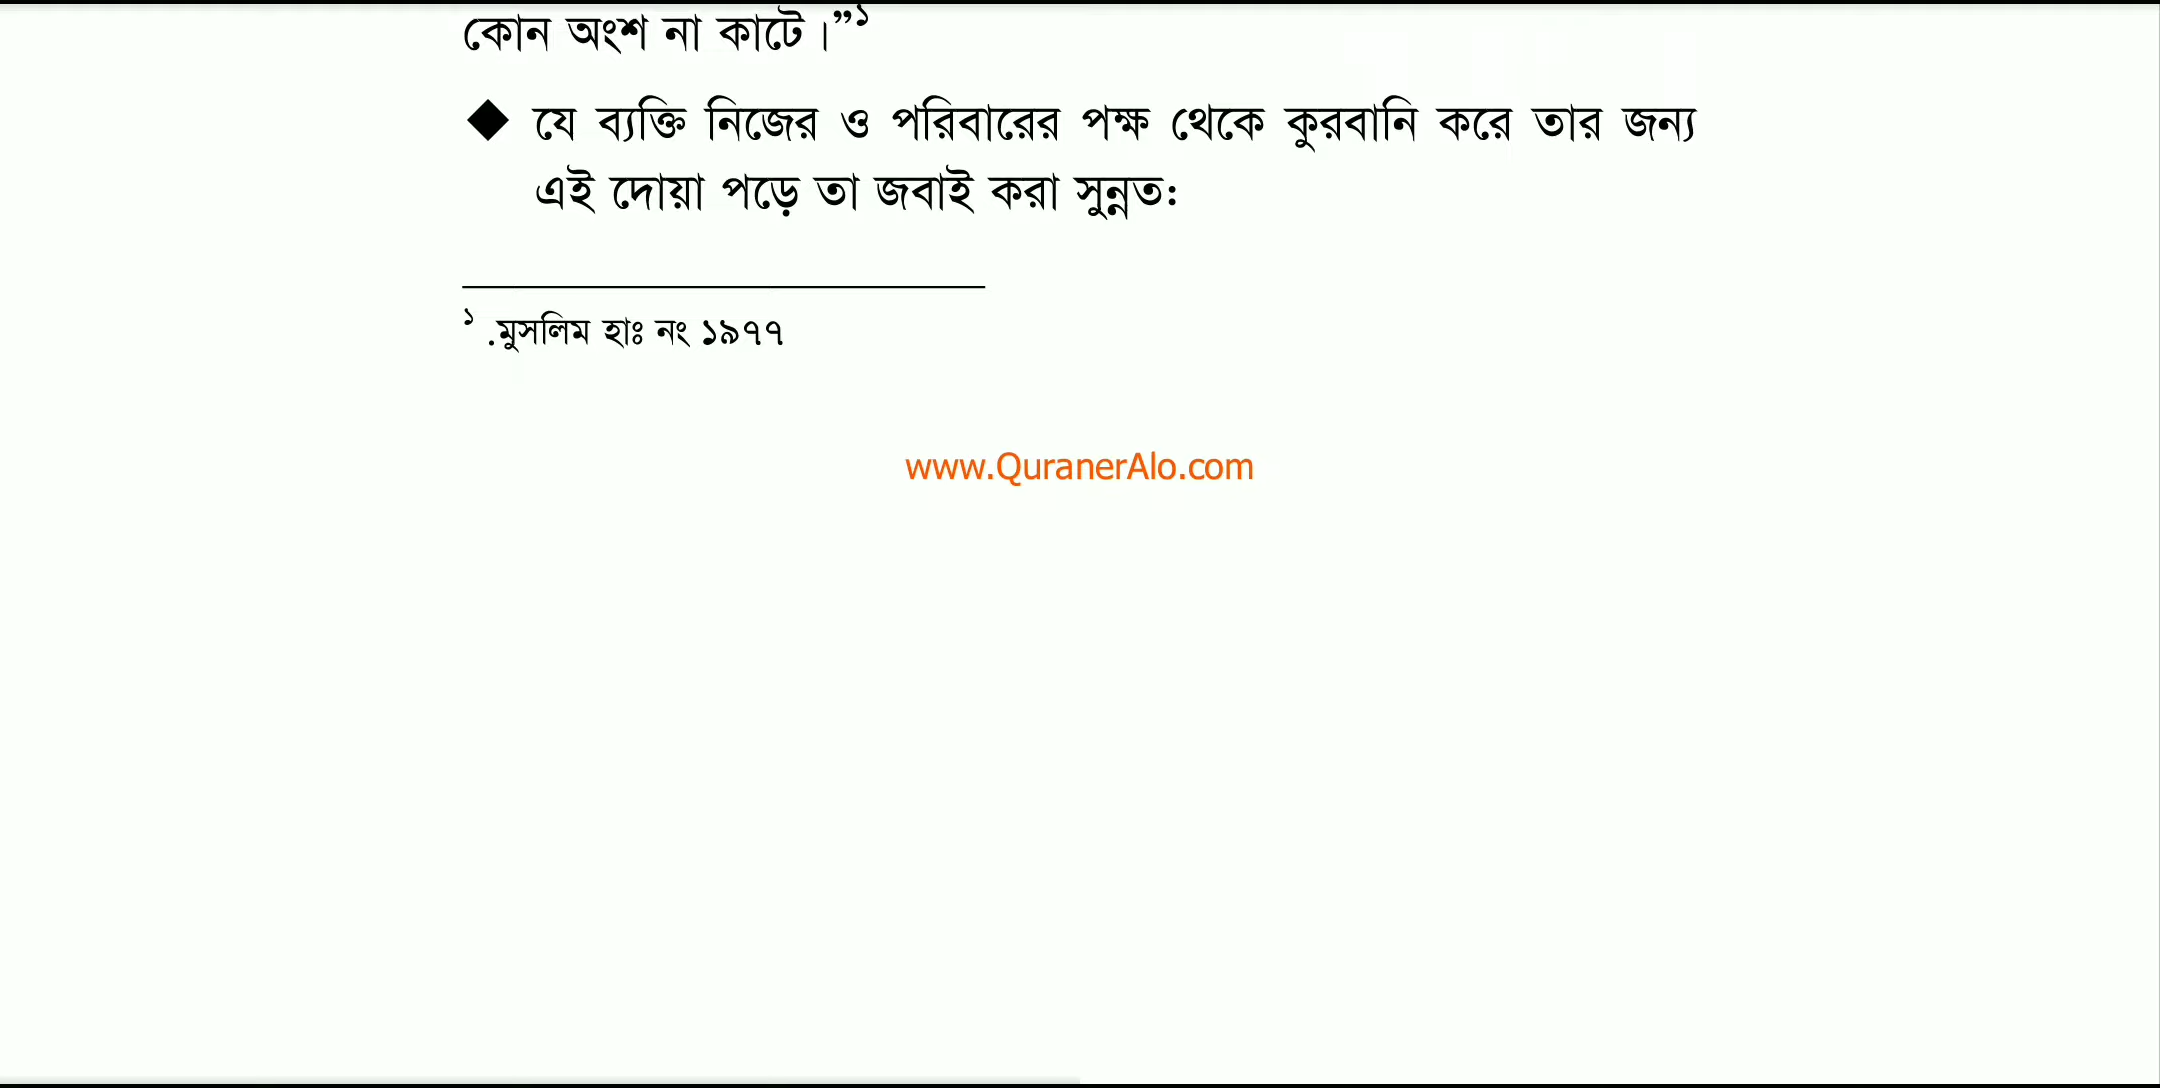 কোন অংশ না কাটে।”১
◆ যে ব্যক্তি নিজের ও পরিবারের পক্ষ থেকে কুরবানি করে তার জন্য
এই দোয়া পড়ে তা জবাই করা সুন্নত:
১ .মুসলিম হাঃ নং ১৯৭৭
www.QuranerAlo.com